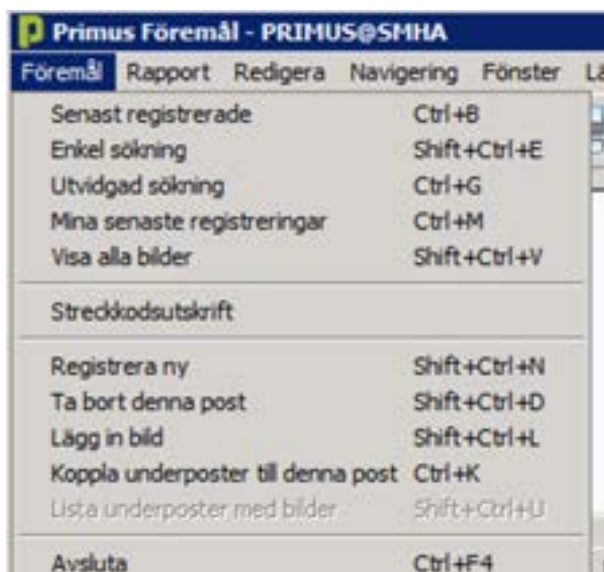 Primus Föremål - PRIMUS@SMHA
Föremål Rapport Redigera Navigering Fönster Lä
Senast registrerade Ctrl+B
Enkel sökning Shift+Ctrl+E
Utvidgad sökning Ctrl+G
Mina senaste registreringar Ctrl+M
Visa alla bilder Shift+Ctrl+V
Streckkodsutskrift
Registrera ny Shift+Ctrl+N
Ta bort denna post Shift+Ctrl+D
Lägg in bild Shift+Ctrl+L
Koppla underposter till denna post Ctrl+K
Lista underposter med bilder Shift+Ctrl+U
Avsluta Ctrl+F4